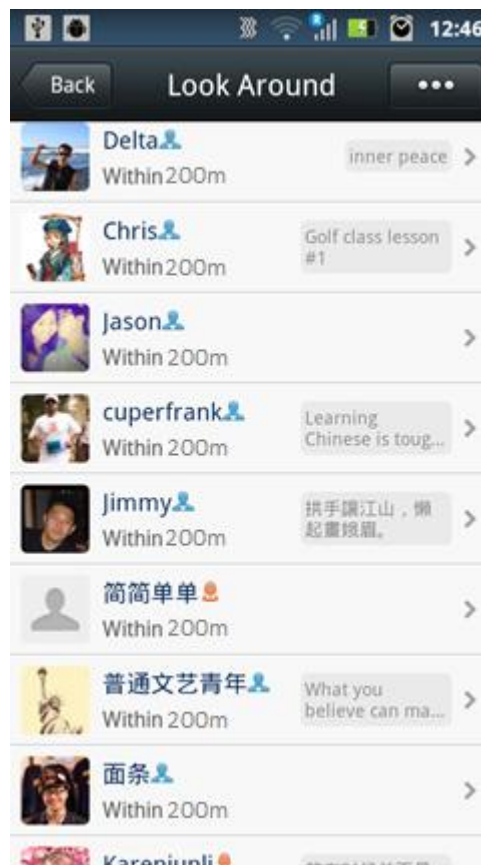 12:46
Back
Look Around
Delta
inner peace
Within 200m
Chris
Golf class lesson
#1
Within 200m
Jason
Within 200m
cuperfrank
Learning
Chinese is toug...
Within 200m
Jimmy
拱手讓江山，懶
起畫娥眉。
Within 200m
简简单单
Within 200m
普通文艺青年
What you
believe can ma...
Within 200m
面条
Within 200m
Karenjunli